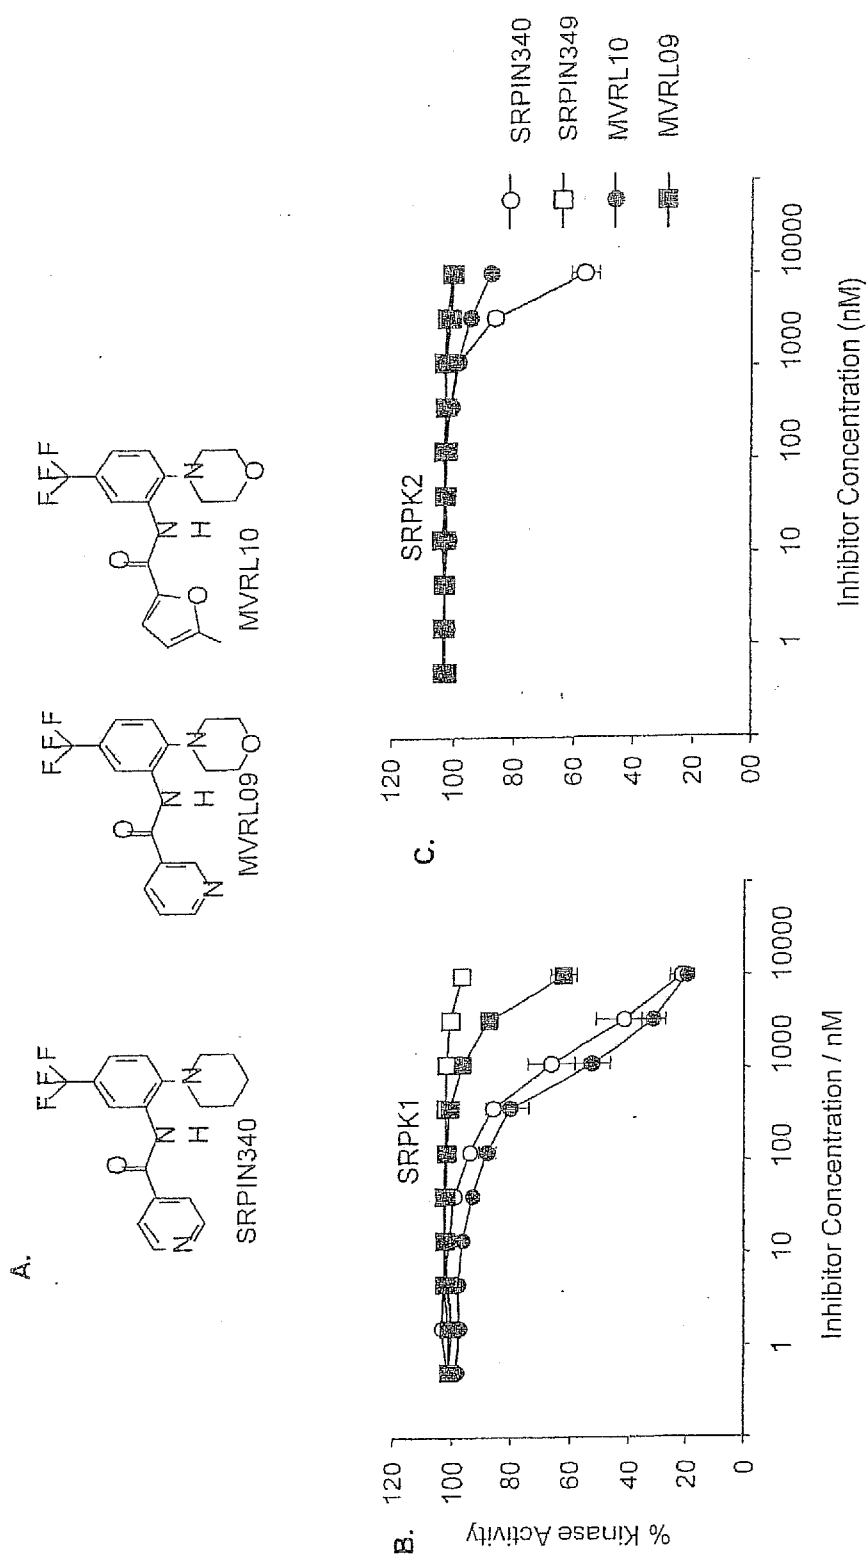 A.
F F F
O
N
H
N
N
SRPIN340
F F F
O
N
H
N
N
O
MVRL09
F F F
O
N
H
O
N
O
MVRL10
B.
SRPK1
% Kinase Activity
120
100
80
60
40
20
0
1
10
100
1000
10000
Inhibitor Concentration / nM
C.
SRPK2
120
100
80
60
40
20
00
1
10
100
1000
10000
Inhibitor Concentration (nM)
SRPIN340
SRPIN349
MVRL10
MVRL09